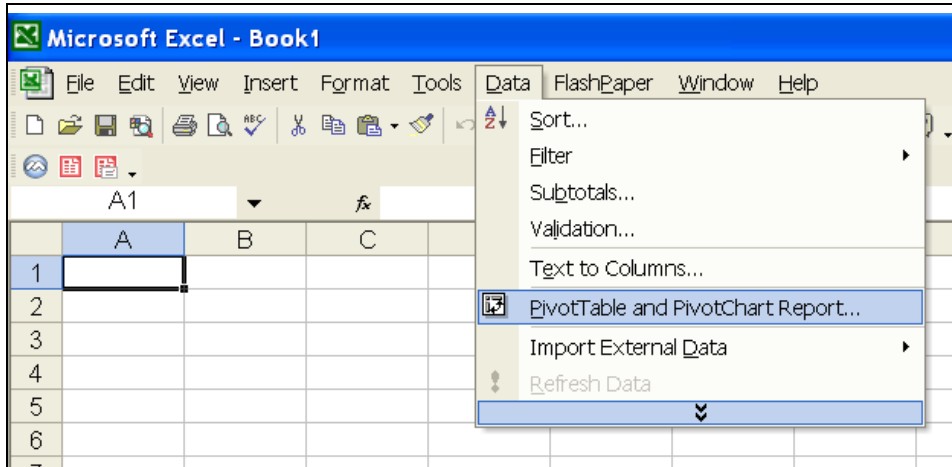 Microsoft Excel - Book1
File Edit View Insert Format Tools Data FlashPaper Window Help
ABC
A1 fx
A B C
1
2
3
4
5
6
A
Z
Sort...
Filter
Subtotals...
Validation...
Text to Columns...
PivotTable and PivotChart Report...
Import External Data
Refresh Data